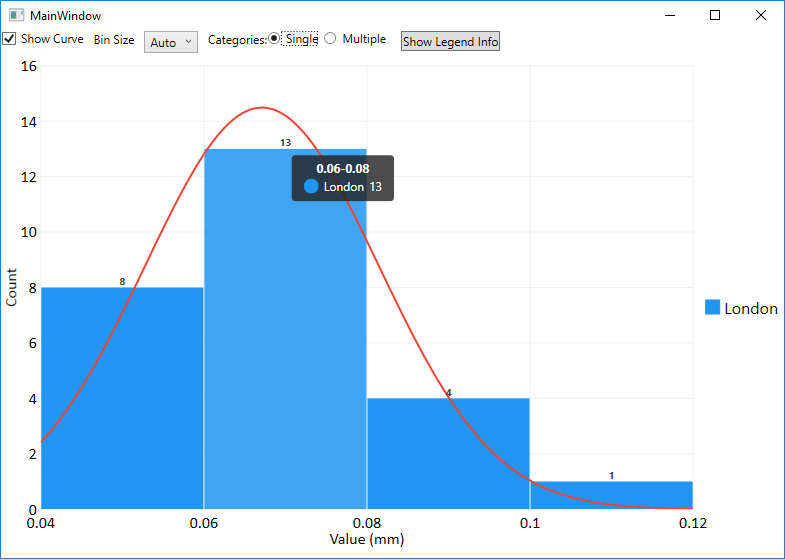 MainWindow
Show Curve Bin Size Auto Categories: Single Multiple Show Legend Info
16
14
13
0.06-0.08
12
London 13
10
8
8
Count
London
6
4
4
2
1
0
0.04 0.06 0.08 0.1 0.12
Value (mm)